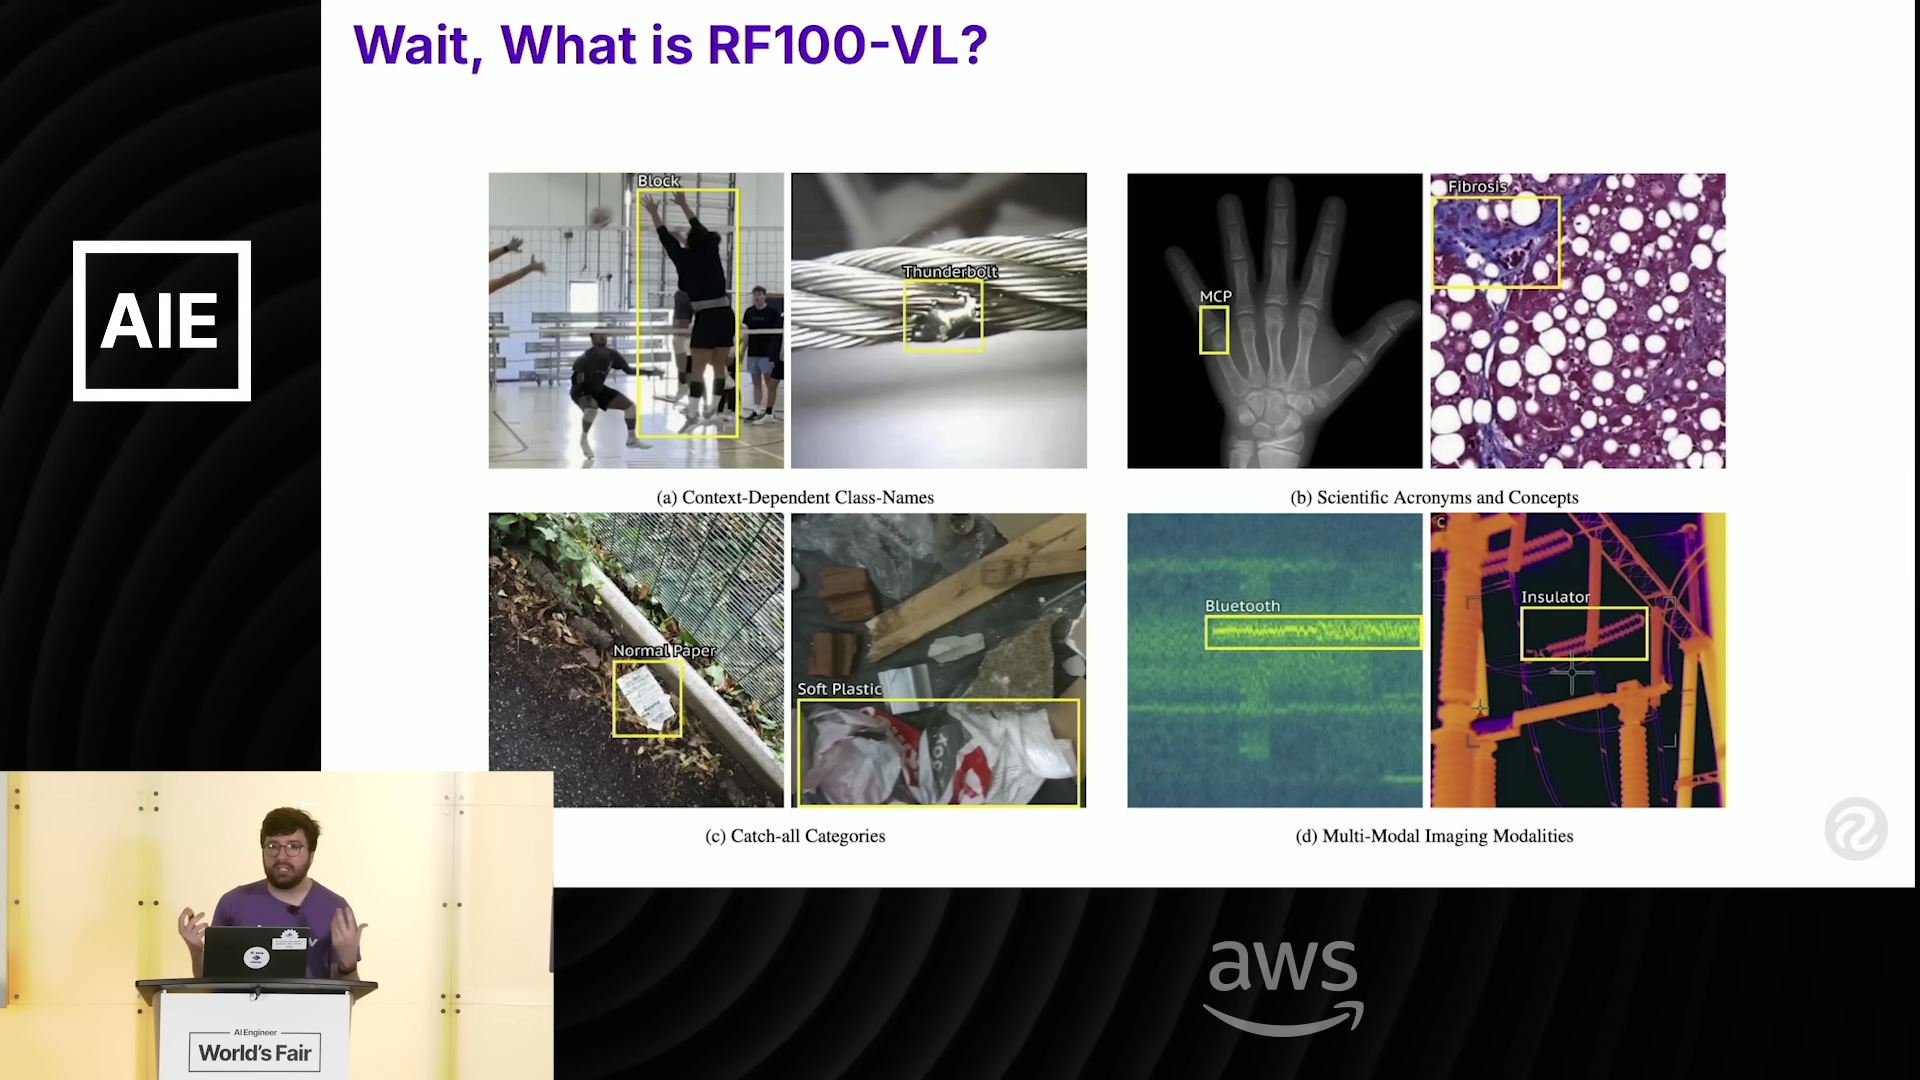 Wait, What is RF100-VL?
Block
Thunderbolt
MCP
Fibrosis
(a) Context-Dependent Class-Names
(b) Scientific Acronyms and Concepts
Normal Paper
Soft Plastic
Bluetooth
°C
Insulator
(c) Catch-all Categories
(d) Multi-Modal Imaging Modalities
AIE
AI Engineer
World's Fair
aws